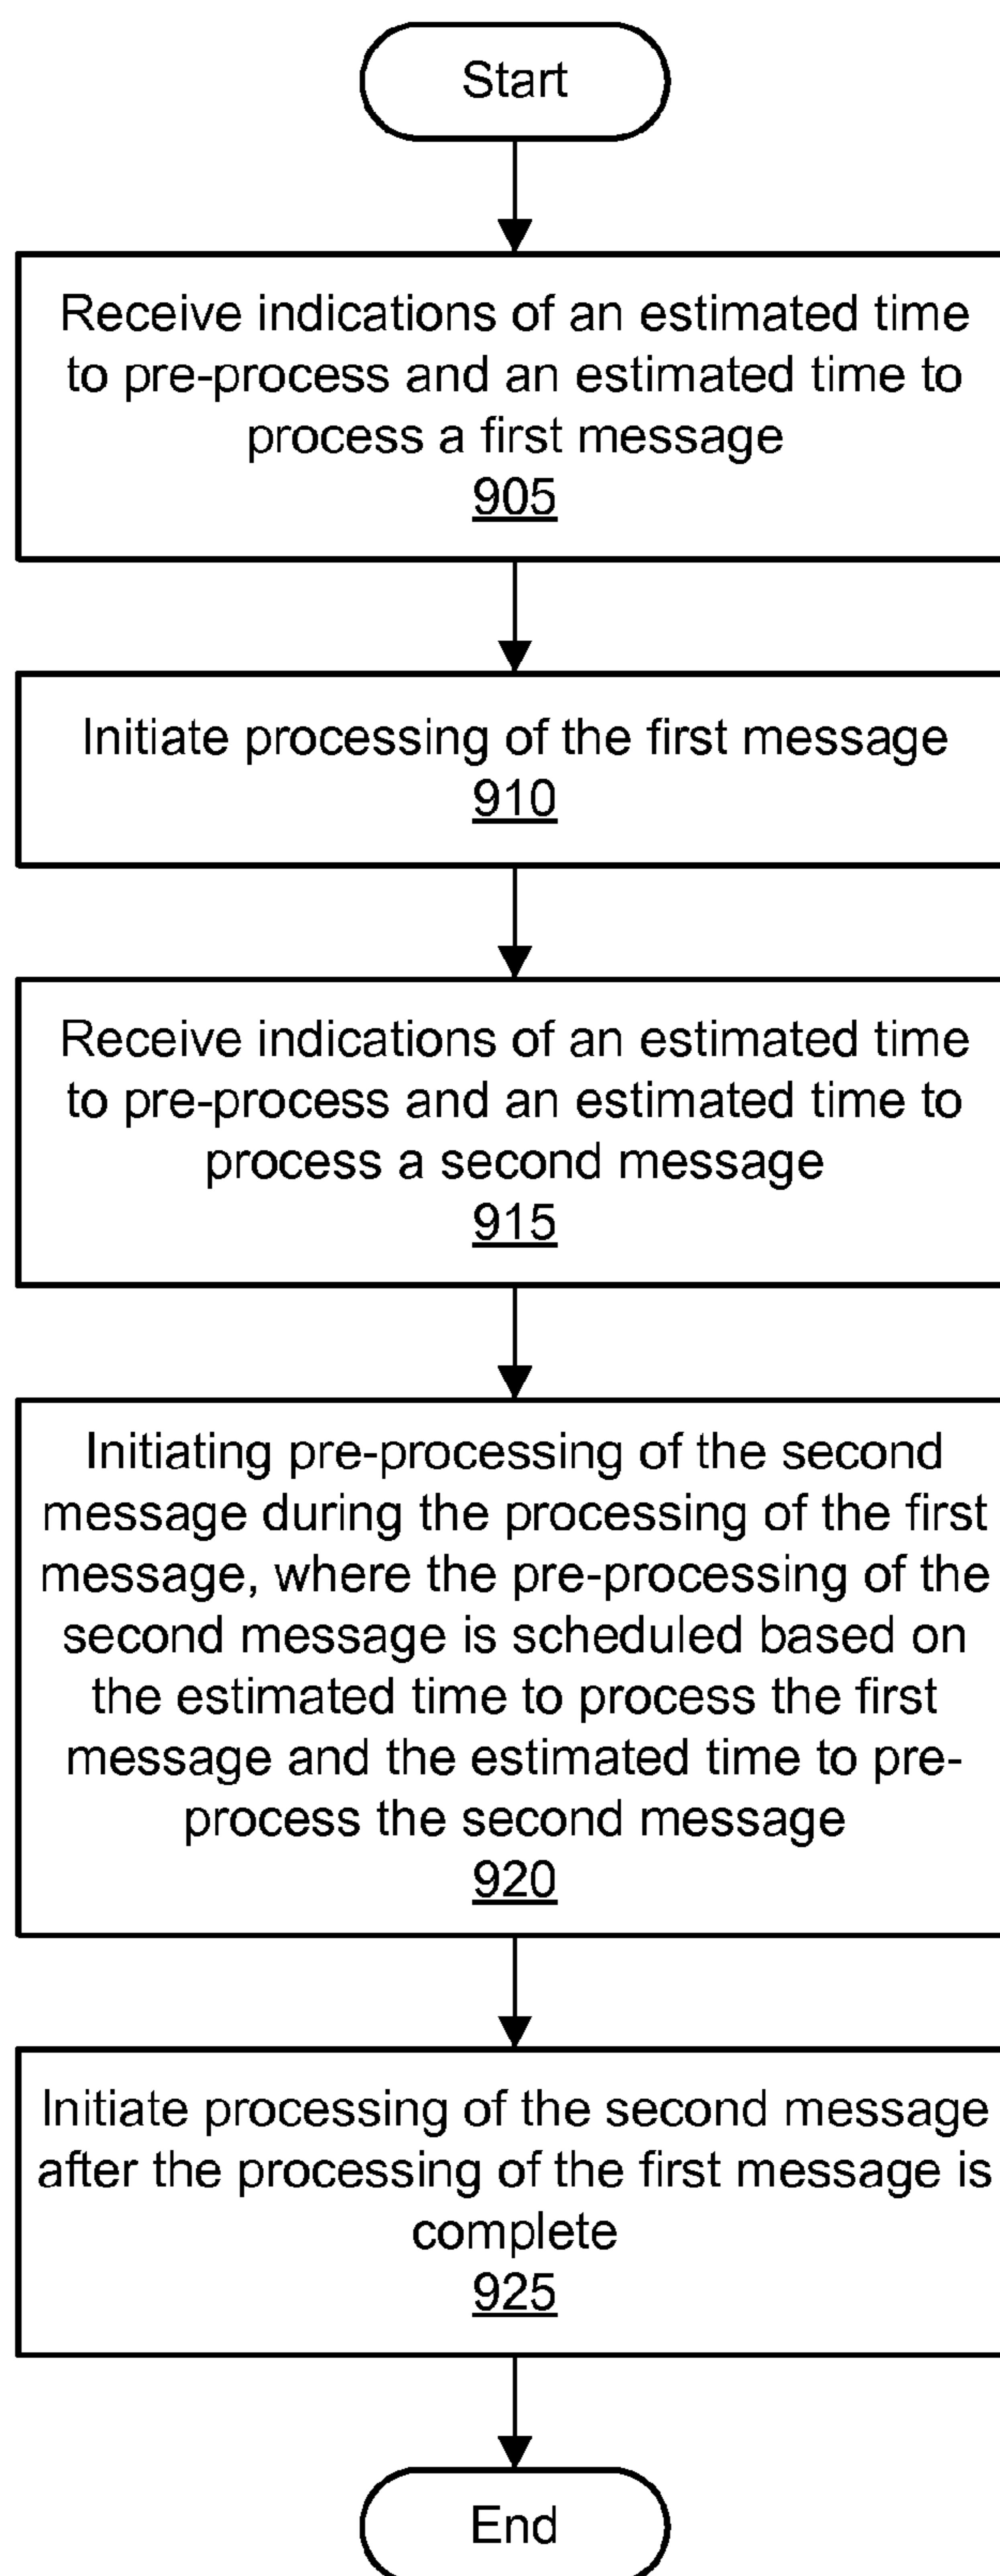 Start
Receive indications of an estimated time
to pre-process and an estimated time to
process a first message
905
Initiate processing of the first message
910
Receive indications of an estimated time
to pre-process and an estimated time to
process a second message
915
Initiating pre-processing of the second
message during the processing of the first
message, where the pre-processing of the
second message is scheduled based on
the estimated time to process the first
message and the estimated time to pre-
process the second message
920
Initiate processing of the second message
after the processing of the first message is
complete
925
End